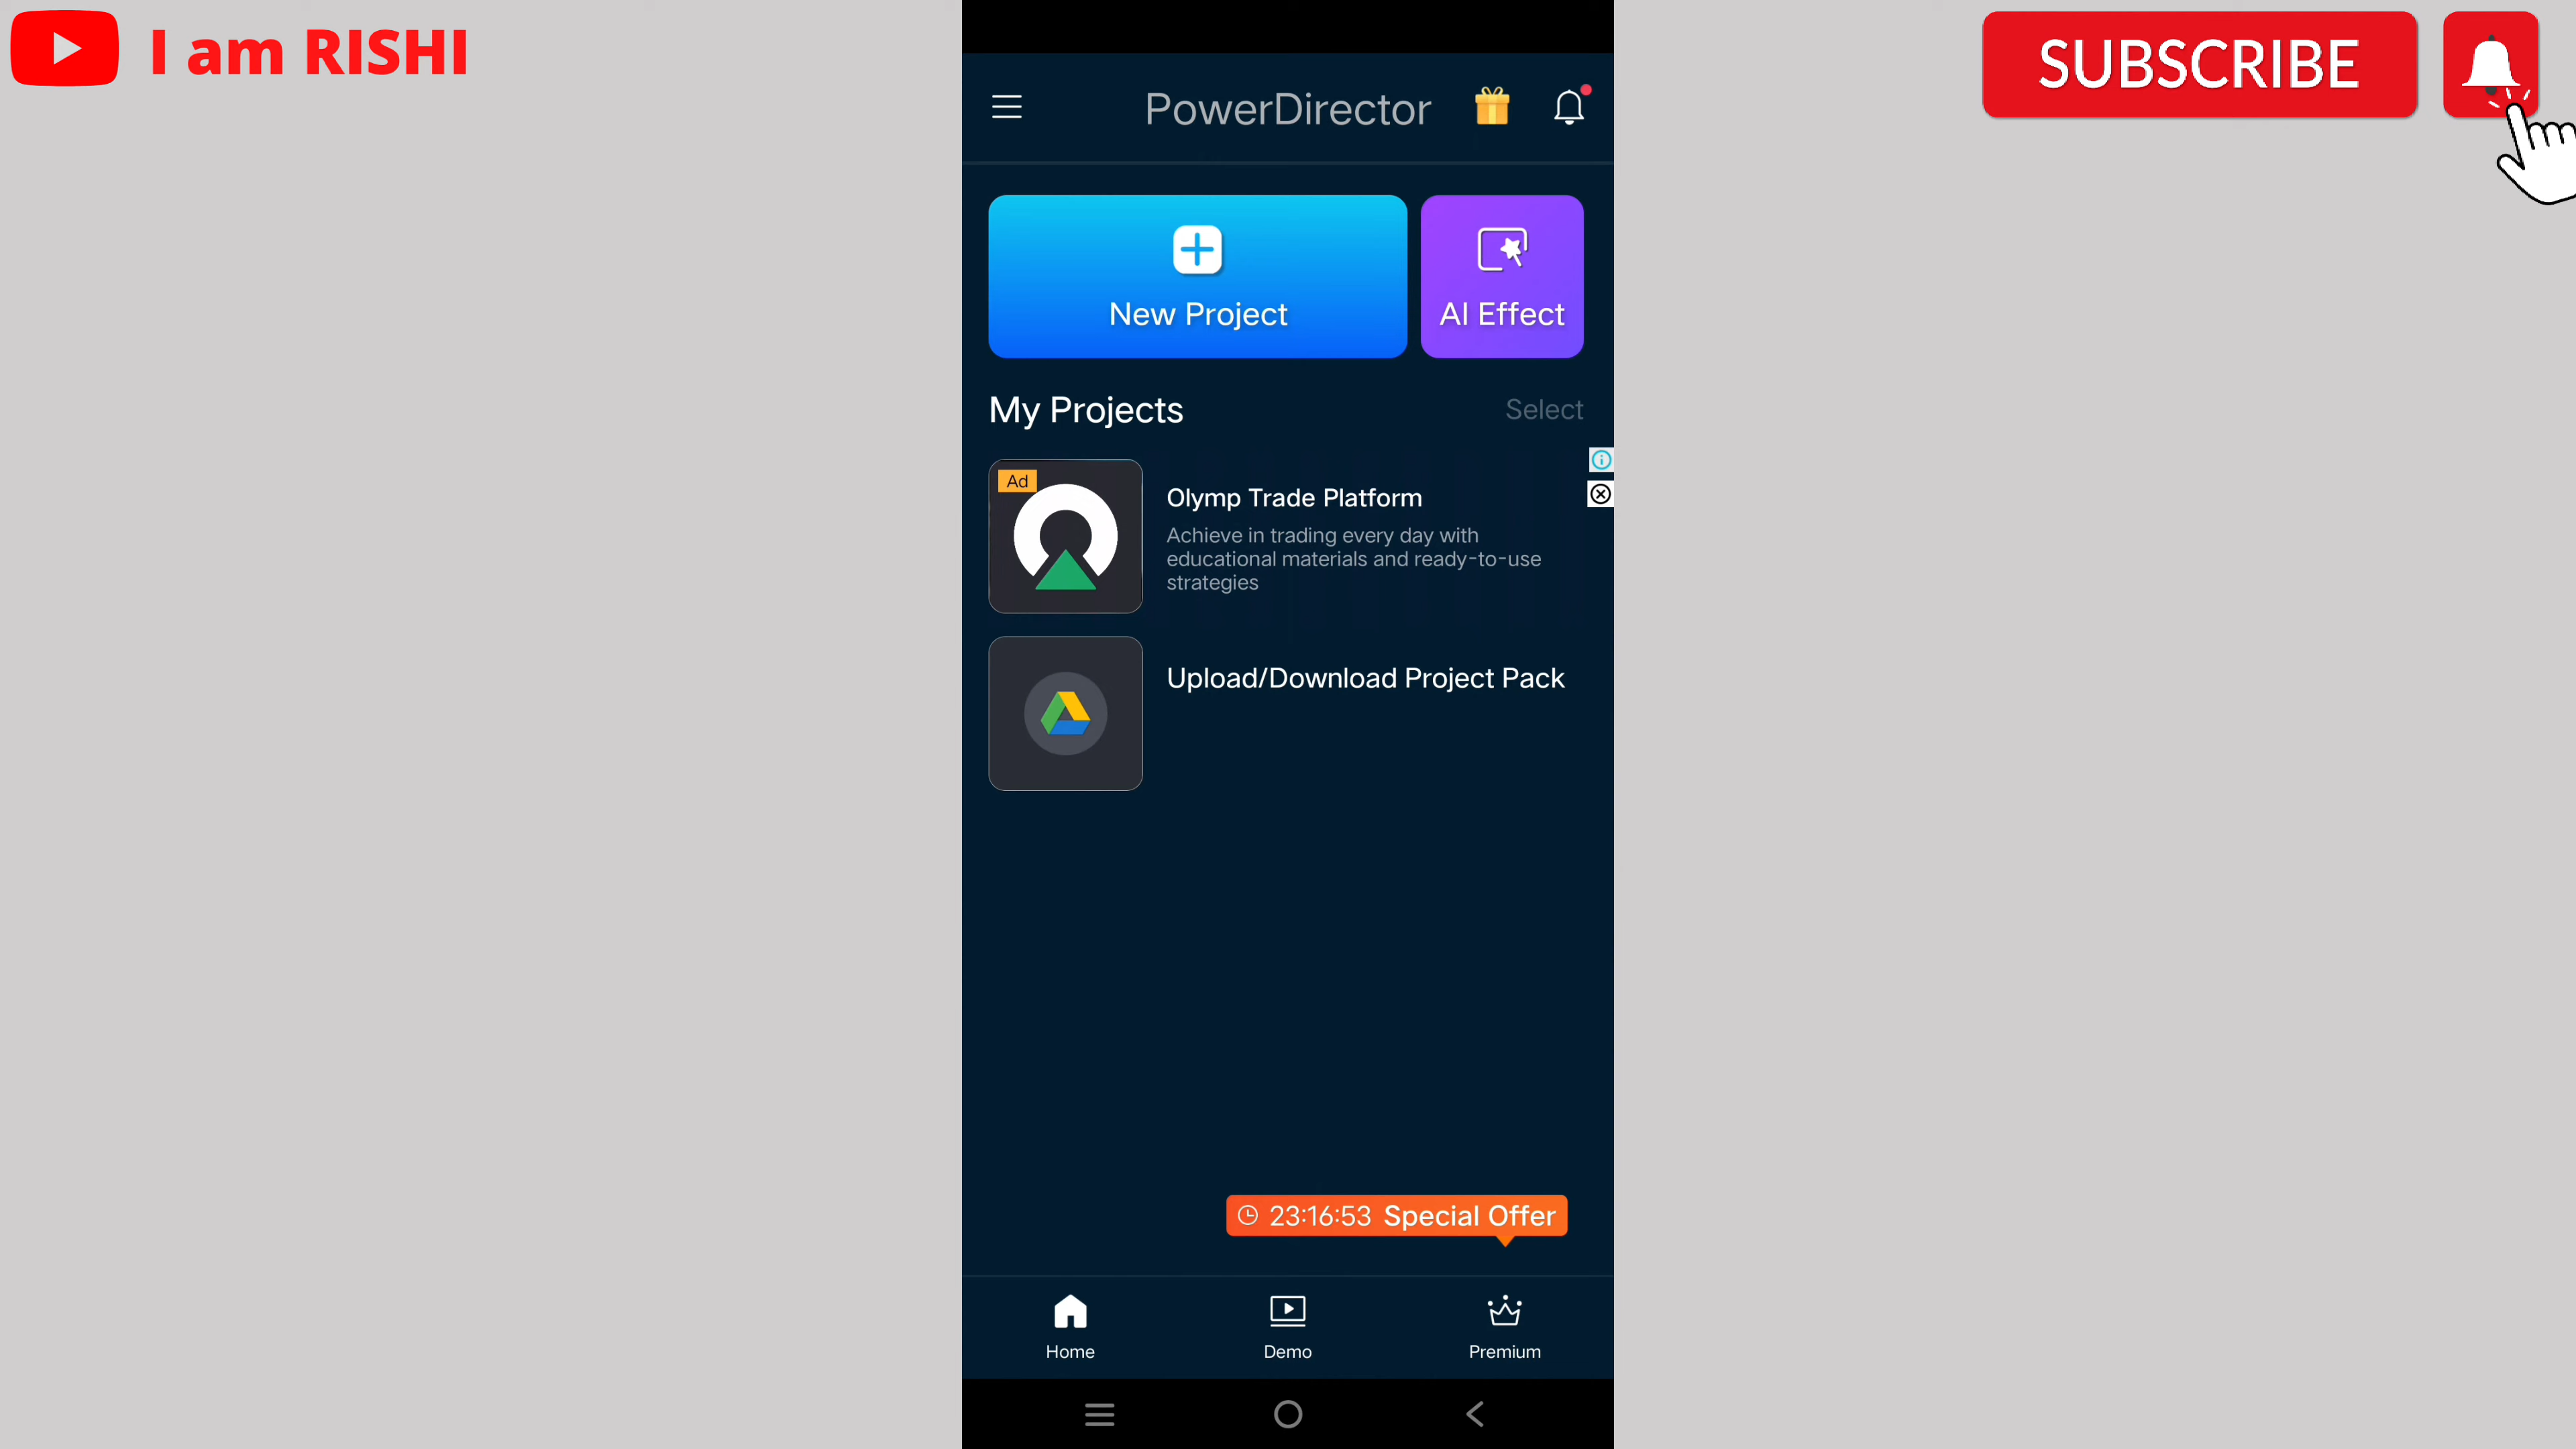 I am RISHI
SUBSCRIBE
PowerDirector
New Project
AI Effect
My Projects
Select
Ad
Olymp Trade Platform
Achieve in trading every day with
educational materials and ready-to-use
strategies
Upload/Download Project Pack
23:16:53 Special Offer
Home
Demo
Premium